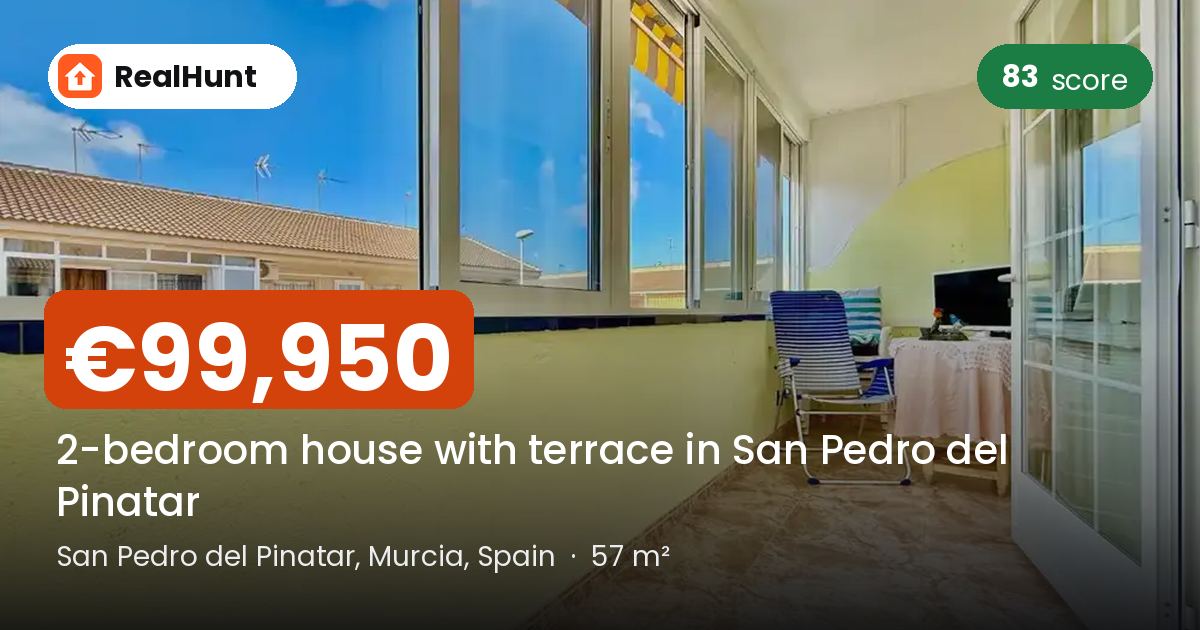 RealHunt
83 score
€99,950
2-bedroom house with terrace in San Pedro del
Pinatar
San Pedro del Pinatar, Murcia, Spain · 57 m²